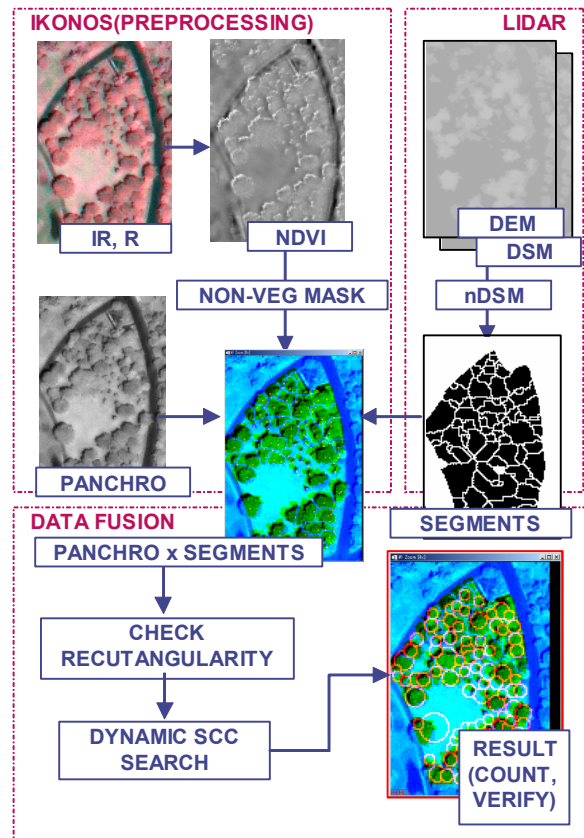 IKONOS(PREPROCESSING)
LIDAR
IR, R
NDVI
DEM
DSM
NON-VEG MASK
nDSM
PANCHRO
SEGMENTS
DATA FUSION
PANCHRO x SEGMENTS
CHECK
RECUTANGULARITY
DYNAMIC SCC
SEARCH
RESULT
(COUNT,
VERIFY)